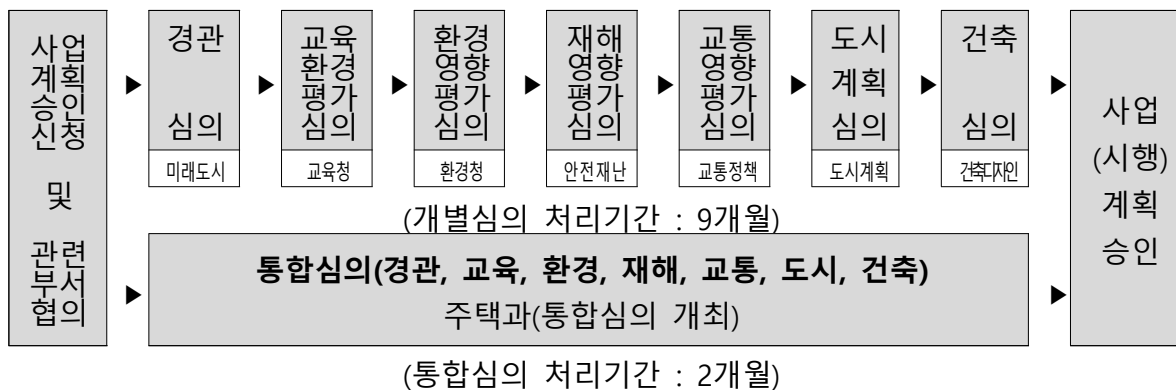 사업
계획
승인
신청
및
관련
부서
협의
▶
경관
심의
미래도시
▶
교육
환경
평가
심의
교육청
▶
환경
영향
평가
심의
환경청
▶
재해
영향
평가
심의
안전재난
▶
교통
영향
평가
심의
교통정책
▶
도시
계획
심의
도시계획
▶
건축
심의
건축디자인
▶
(개별심의 처리기간 : 9개월)
▶
통합심의(경관, 교육, 환경, 재해, 교통, 도시, 건축)
주택과(통합심의 개최)
▶
(통합심의 처리기간 : 2개월)
사업
(시행)
계획
승인